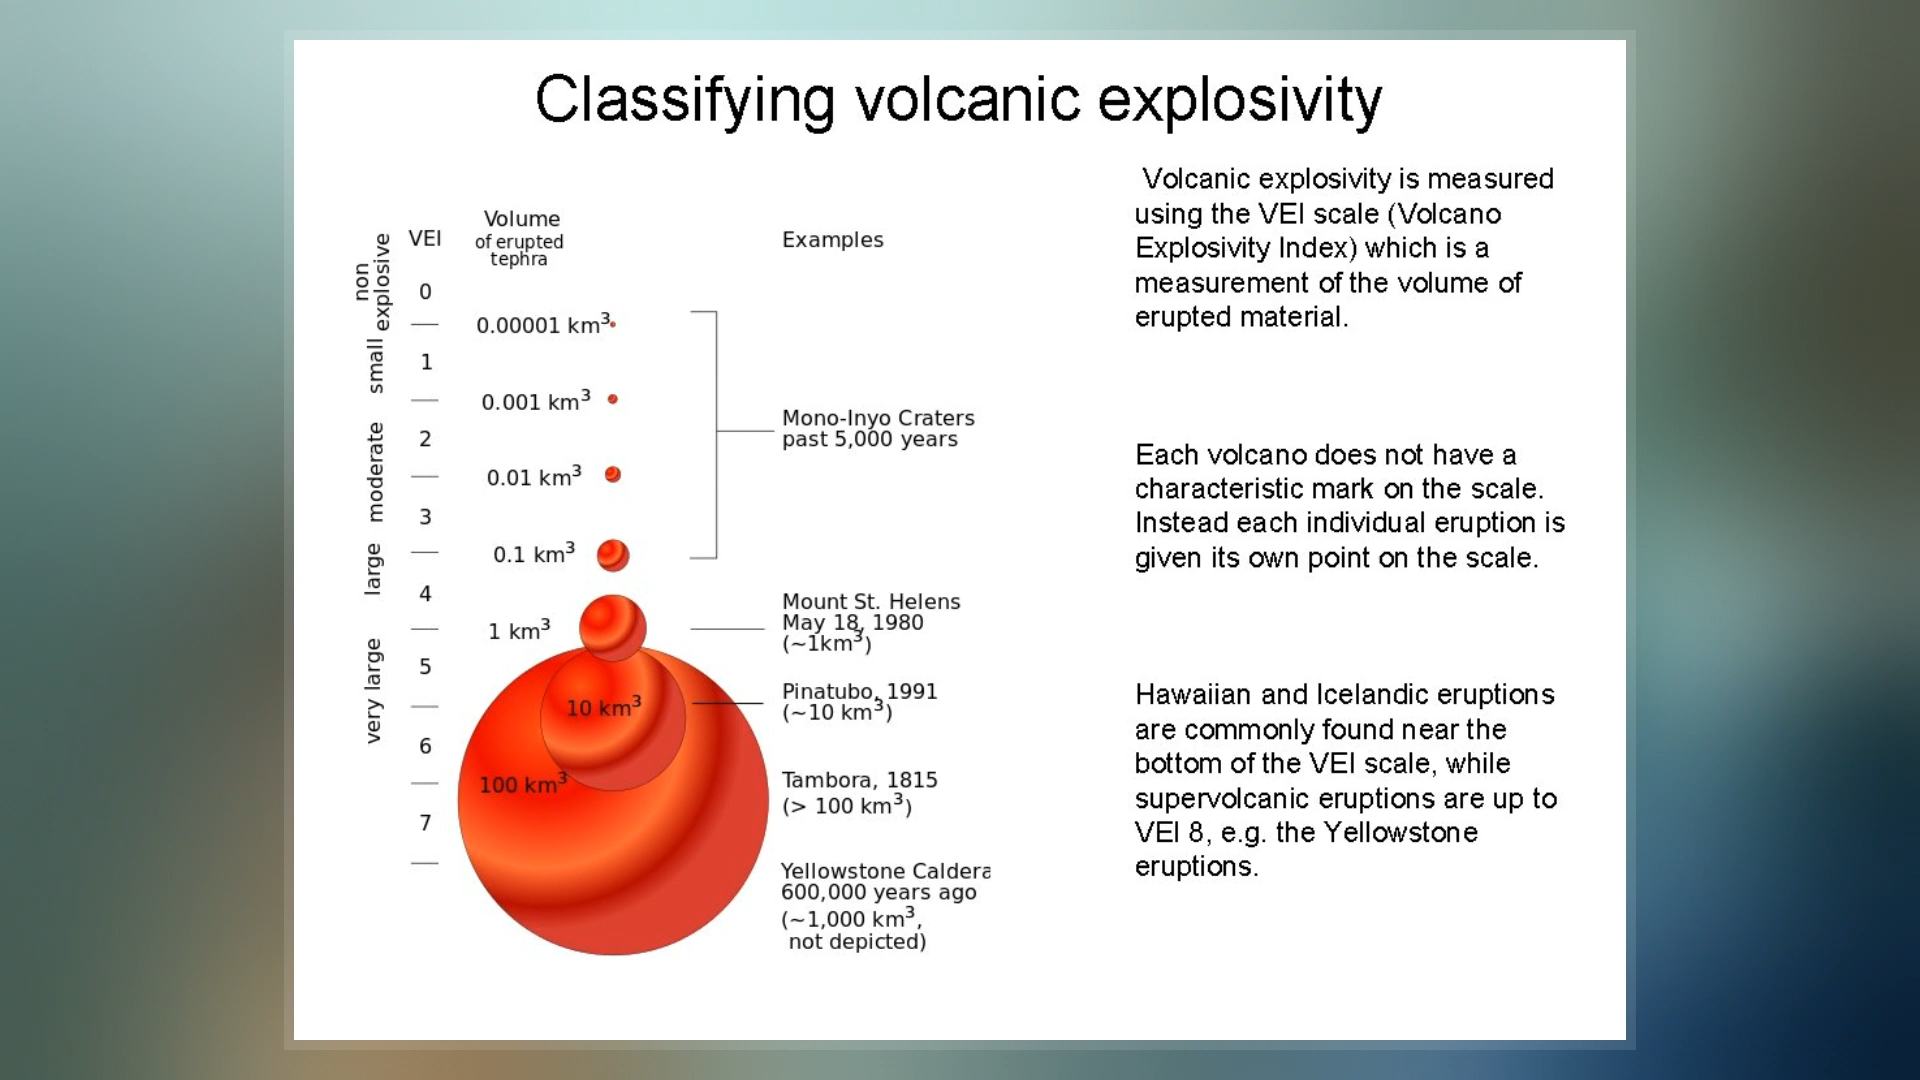 Classifying volcanic explosivity
non
explosive
small
moderate
large
very large
VEI
0
1
2
3
4
5
6
7
Volume
of erupted
tephra
0.00001 km³
0.001 km³
0.01 km³
0.1 km³
1 km³
10 km³
100 km³
Examples
Mono-Inyo Craters
past 5,000 years
Mount St. Helens
May 18, 1980
(~1km³)
Pinatubo, 1991
(~10 km³)
Tambora, 1815
(> 100 km³)
Yellowstone Caldera
600,000 years ago
(~1,000 km³,
not depicted)
Volcanic explosivity is measured
using the VEI scale (Volcano
Explosivity Index) which is a
measurement of the volume of
erupted material.
Each volcano does not have a
characteristic mark on the scale.
Instead each individual eruption is
given its own point on the scale.
Hawaiian and Icelandic eruptions
are commonly found near the
bottom of the VEI scale, while
supervolcanic eruptions are up to
VEI 8, e.g. the Yellowstone
eruptions.